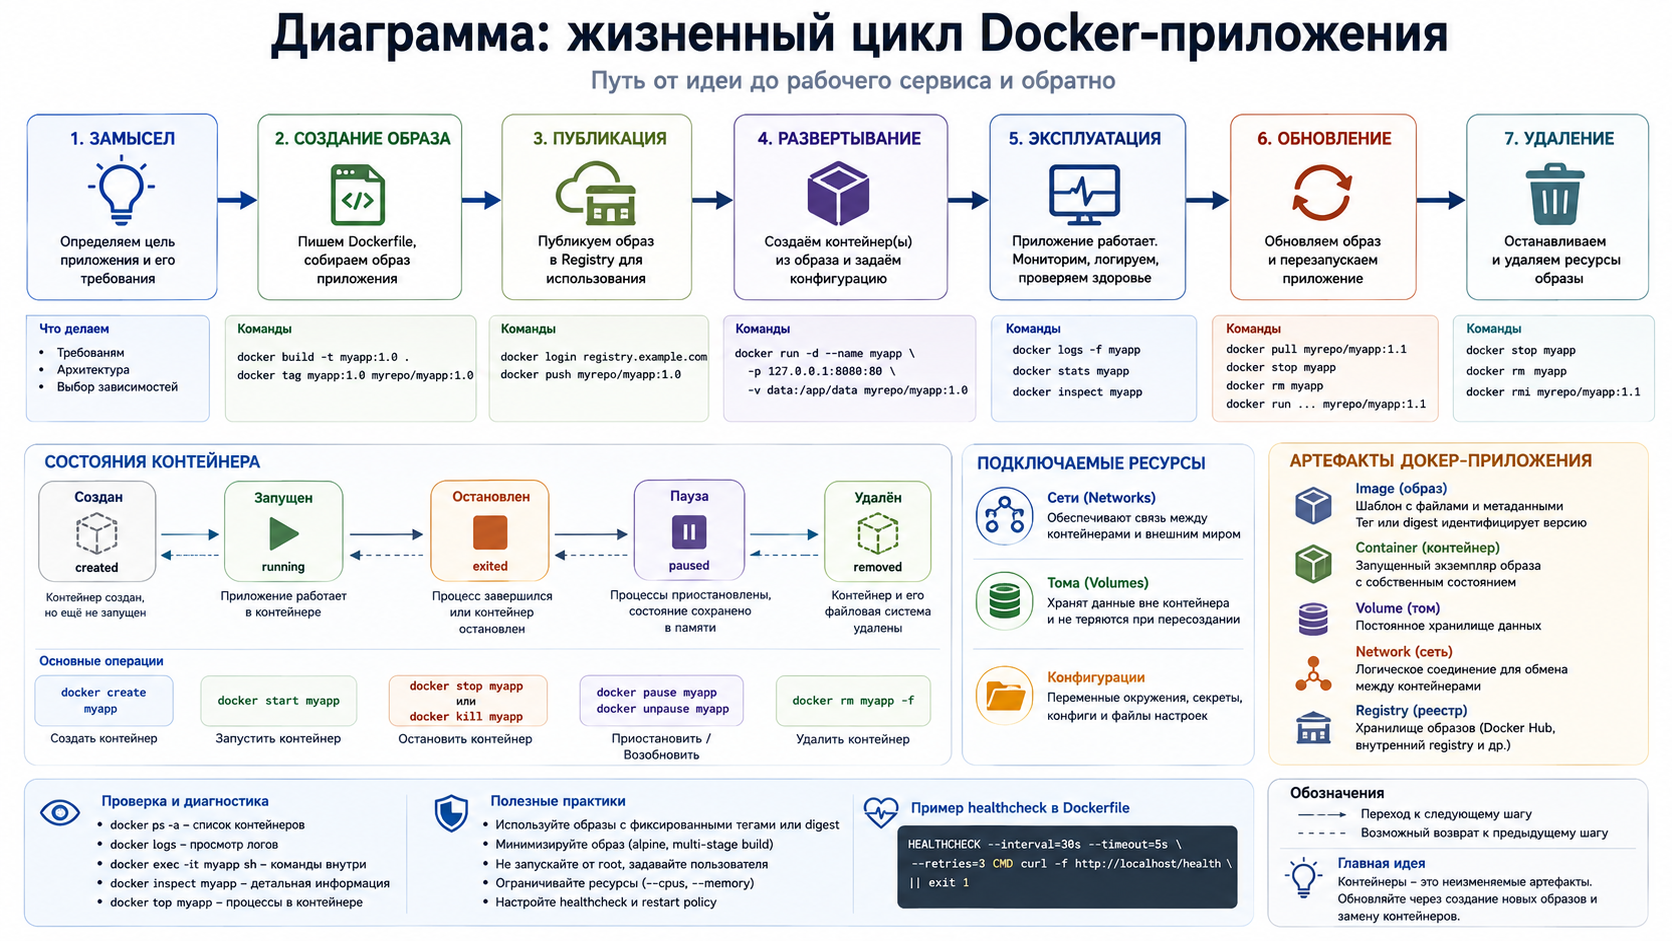 Диаграмма: жизненный цикл Docker-приложения
Путь от идеи до рабочего сервиса и обратно
1. ЗАМЫСЕЛ
Определяем цель
приложения и его
требования
2. СОЗДАНИЕ ОБРАЗА
Пишем Dockerfile,
собираем образ
приложения
3. ПУБЛИКАЦИЯ
Публикуем образ
в Registry для
использования
4. РАЗВЕРТЫВАНИЕ
Создаём контейнер(ы)
из образа и задаём
конфигурацию
5. ЭКСПЛУАТАЦИЯ
Приложение работает.
Мониторим, логируем,
проверяем здоровье
6. ОБНОВЛЕНИЕ
Обновляем образ
и перезапускаем
приложение
7. УДАЛЕНИЕ
Останавливаем
и удаляем ресурсы
образы
Что делаем
• Требованям
• Архитектура
• Выбор зависимостей
Команды
docker build -t myapp:1.0 .
docker tag myapp:1.0 myrepo/myapp:1.0
Команды
docker login registry.example.com
docker push myrepo/myapp:1.0
Команды
docker run -d --name myapp \
-p 127.0.0.1:8080:80 \
-v data:/app/data myrepo/myapp:1.0
Команды
docker logs -f myapp
docker stats myapp
docker inspect myapp
Команды
docker pull myrepo/myapp:1.1
docker stop myapp
docker rm myapp
docker run ... myrepo/myapp:1.1
Команды
docker stop myapp
docker rm myapp
docker rmi myrepo/myapp:1.1
СОСТОЯНИЯ КОНТЕЙНЕРА
Создан
created
Контейнер создан,
но ещё не запущен
Запущен
running
Приложение работает
в контейнере
Остановлен
exited
Процесс завершился
или контейнер
остановлен
Пауза
paused
Процессы приостановлены,
состояние сохранено
в памяти
Удалён
removed
Контейнер и его
файловая система
удалены
Основные операции
docker create
myapp
Создать контейнер
docker start myapp
Запустить контейнер
docker stop myapp
или
docker kill myapp
Остановить контейнер
docker pause myapp
docker unpause myapp
Приостановить /
Возобновить
docker rm myapp -f
Удалить контейнер
ПОДКЛЮЧАЕМЫЕ РЕСУРСЫ
Сети (Networks)
Обеспечивают связь между
контейнерами и внешним миром
Тома (Volumes)
Хранят данные вне контейнера
и не теряются при пересоздании
Конфигурации
Переменные окружения, секреты,
конфиги и файлы настроек
АРТЕФАКТЫ ДОКЕР-ПРИЛОЖЕНИЯ
Image (образ)
Шаблон с файлами и метаданными
Тег или digest идентифицирует версию
Container (контейнер)
Запущенный экземпляр образа
с собственным состоянием
Volume (том)
Постоянное хранилище данных
Network (сеть)
Логическое соединение для обмена
между контейнерами
Registry (реестр)
Хранилище образов (Docker Hub,
внутренний registry и др.)
Проверка и диагностика
• docker ps -a – список контейнеров
• docker logs – просмотр логов
• docker exec -it myapp sh – команды внутри
• docker inspect myapp – детальная информация
• docker top myapp – процессы в контейнере
Полезные практики
• Используйте образы с фиксированными тегами или digest
• Минимизируйте образ (alpine, multi-stage build)
• Не запускайте от root, задавайте пользователя
• Ограничивайте ресурсы (--cpus, --memory)
• Настройте healthcheck и restart policy
Пример healthcheck в Dockerfile
HEALTHCHECK --interval=30s --timeout=5s \
--retries=3 CMD curl -f http://localhost/health \
|| exit 1
Обозначения
Переход к следующему шагу
Возможный возврат к предыдущему шагу
Главная идея
Контейнеры – это неизменяемые артефакты.
Обновляйте через создание новых образов и
замену контейнеров.